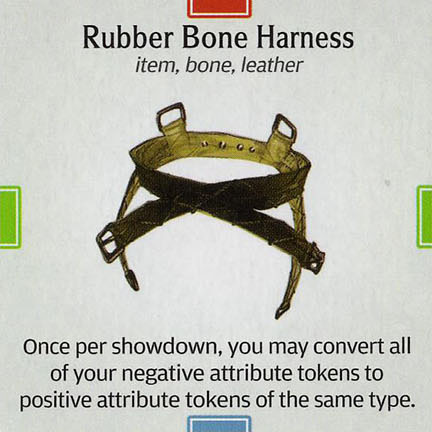 Rubber Bone Harness
item, bone, leather
Once per showdown, you may convert all
of your negative attribute tokens to
positive attribute tokens of the same type.